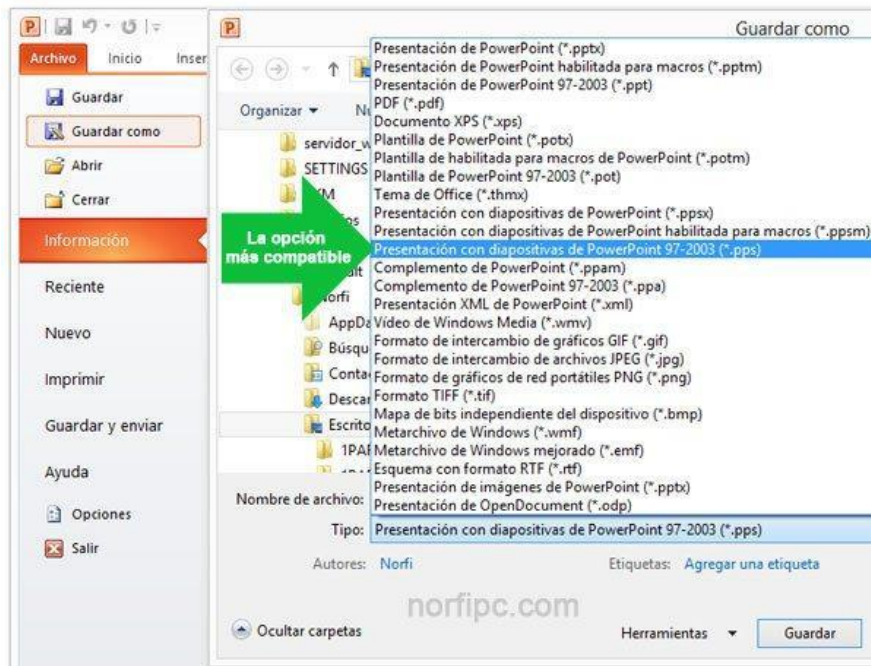 Guardar como
Archivo Inicio Inser
Guardar
Guardar como
Abrir
Cerrar
Información
Reciente
Nuevo
Imprimir
Guardar y enviar
Ayuda
Opciones
Salir
Organizar Nu
servidor_w
SETTINGS
Norfi
AppDa
Búsqu
Conta
Descar
Escrito
1PAR
La opción
más compatible
Presentación de PowerPoint (*.pptx)
Presentación de PowerPoint habilitada para macros (*.pptm)
Presentación de PowerPoint 97-2003 (*.ppt)
PDF (*.pdf)
Documento XPS (*.xps)
Plantilla de PowerPoint (*.potx)
Plantilla de habilitada para macros de PowerPoint (*.potm)
Plantilla de PowerPoint 97-2003 (*.pot)
Tema de Office (*.thmx)
Presentación con diapositivas de PowerPoint (*.ppsx)
Presentación con diapositivas de PowerPoint habilitada para macros (*.ppsm)
Presentación con diapositivas de PowerPoint 97-2003 (*.pps)
Complemento de PowerPoint (*.ppam)
Complemento de PowerPoint 97-2003 (*.ppa)
Presentación XML de PowerPoint (*.xml)
Vídeo de Windows Media (*.wmv)
Formato de intercambio de gráficos GIF (*.gif)
Formato de intercambio de archivos JPEG (*.jpg)
Formato de gráficos de red portátiles PNG (*.png)
Formato TIFF (*.tif)
Mapa de bits independiente del dispositivo (*.bmp)
Metarchivo de Windows (*.wmf)
Metarchivo de Windows mejorado (*.emf)
Esquema con formato RTF (*.rtf)
Presentación de imágenes de PowerPoint (*.pptx)
Presentación de OpenDocument (*.odp)
Nombre de archivo:
Tipo: Presentación con diapositivas de PowerPoint 97-2003 (*.pps)
Autores: Norfi Etiquetas: Agregar una etiqueta
norfipc.com
Ocultar carpetas Herramientas Guardar